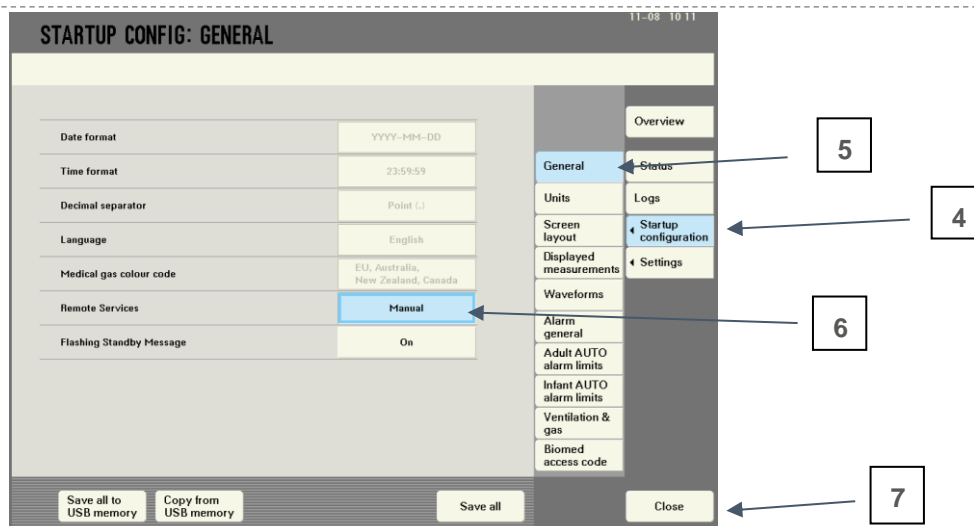 11-08 10 11
STARTUP CONFIG: GENERAL
Overview
Date format
YYYY-MM-DD
5
General
Status
Time format
23:59:59
Units
Logs
Decimal separator
Point (.)
4
Screen
layout
Startup
configuration
Language
English
Displayed
measurements
Settings
Medical gas colour code
EU, Australia,
New Zealand, Canada
Waveforms
Remote Services
Manual
6
Alarm
general
Flashing Standby Message
On
Adult AUTO
alarm limits
Infant AUTO
alarm limits
Ventilation &
gas
Biomed
access code
Save all to
USB memory
Copy from
USB memory
Save all
Close
7